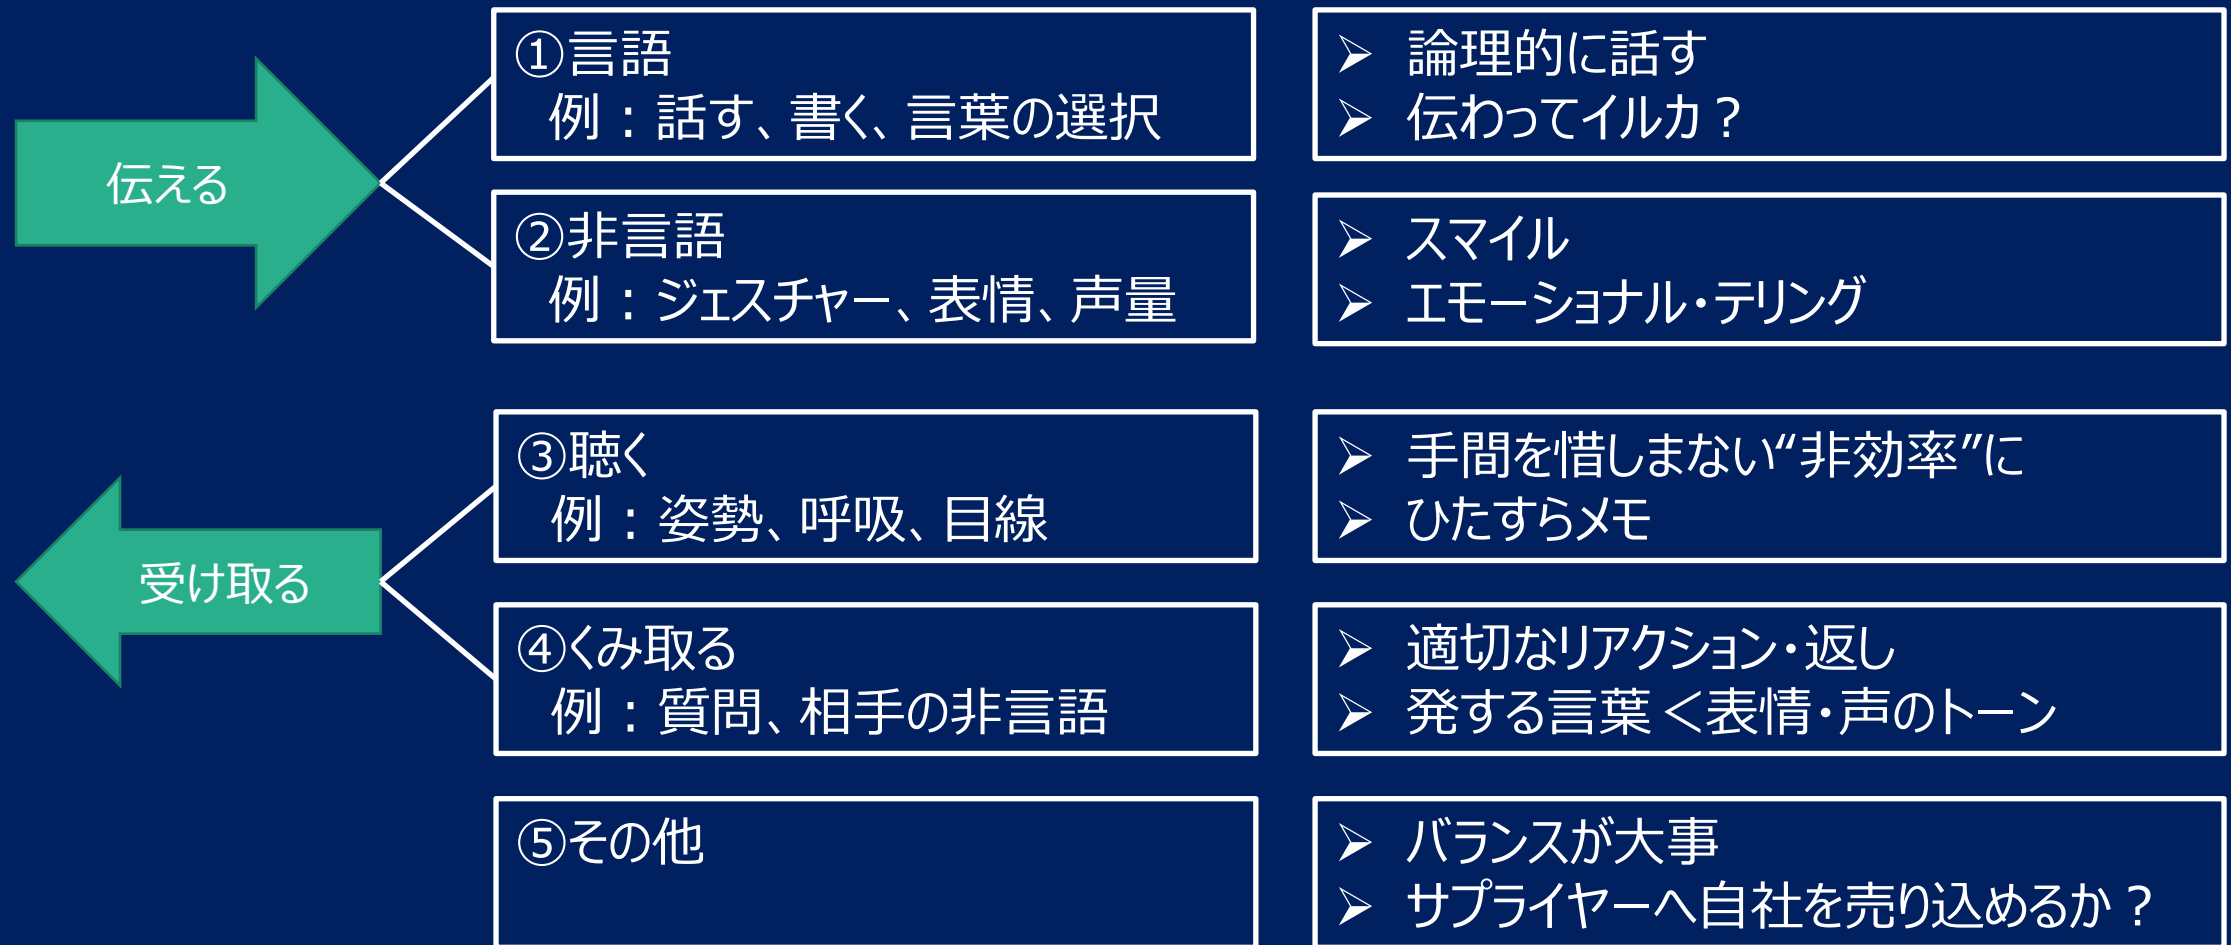 伝える
①言語
例：話す、書く、言葉の選択
➢ 論理的に話す
➢ 伝わってイルカ？
②非言語
例：ジェスチャー、表情、声量
➢ スマイル
➢ エモーショナル・テリング
受け取る
③聴く
例：姿勢、呼吸、目線
➢ 手間を惜しまない“非効率”に
➢ ひたすらメモ
④くみ取る
例：質問、相手の非言語
➢ 適切なリアクション・返し
➢ 発する言葉＜表情・声のトーン
⑤その他
➢ バランスが大事
➢ サプライヤーへ自社を売り込めるか？